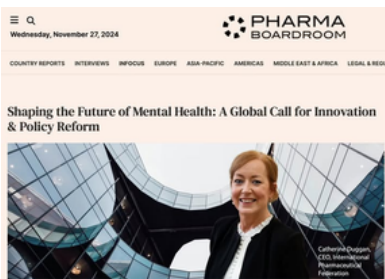 PHARMA
BOARDROOM
Wednesday, November 27, 2024
COUNTRY REPORTS INTERVIEWS INFOCUS EUROPE ASIA-PACIFIC AMERICAS MIDDLE EAST & AFRICA LEGAL &
Shaping the Future of Mental Health: A Global Call for Innovation
& Policy Reform
Catherine Duggan,
CEO, International
Pharmaceutical
Federation